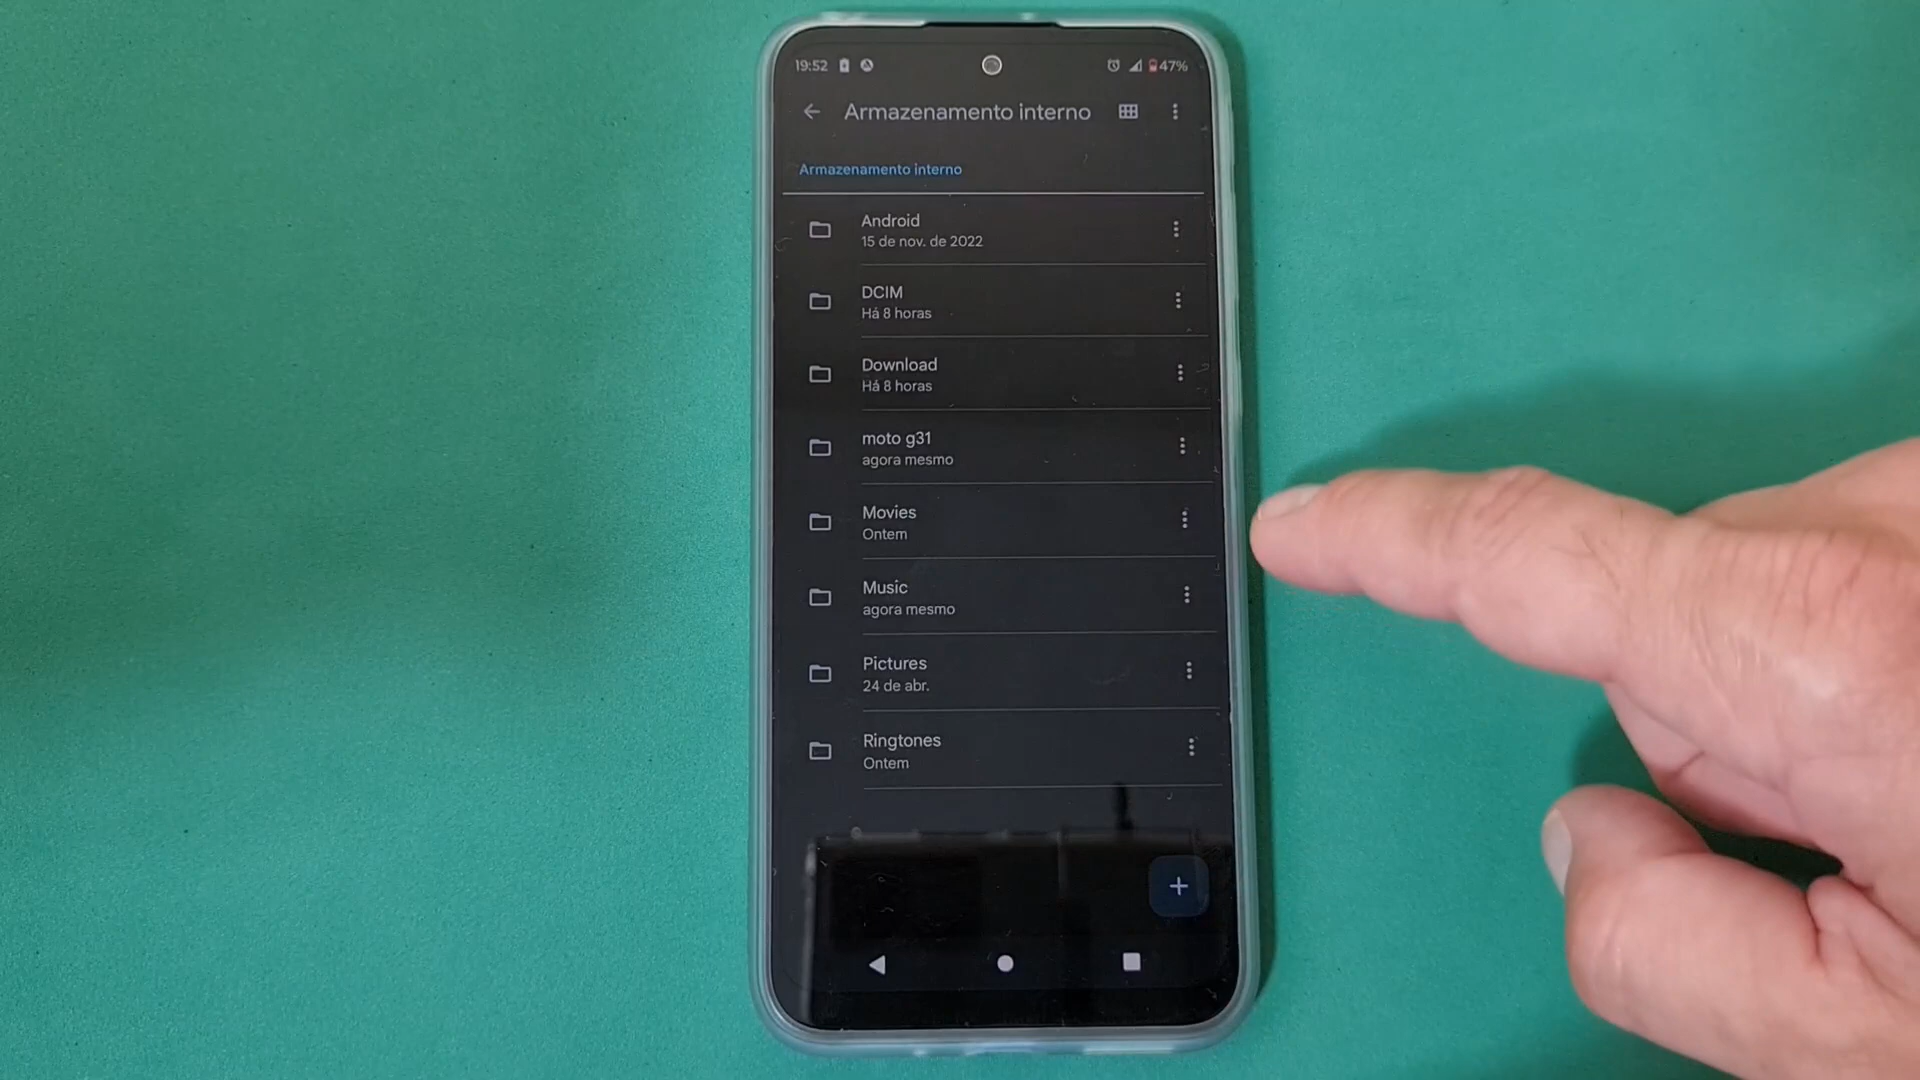 19:52
47%
Armazenamento interno
Armazenamento interno
Android
15 de nov. de 2022
DCIM
Há 8 horas
Download
Há 8 horas
moto g31
agora mesmo
Movies
Ontem
Music
agora mesmo
Pictures
24 de abr.
Ringtones
Ontem